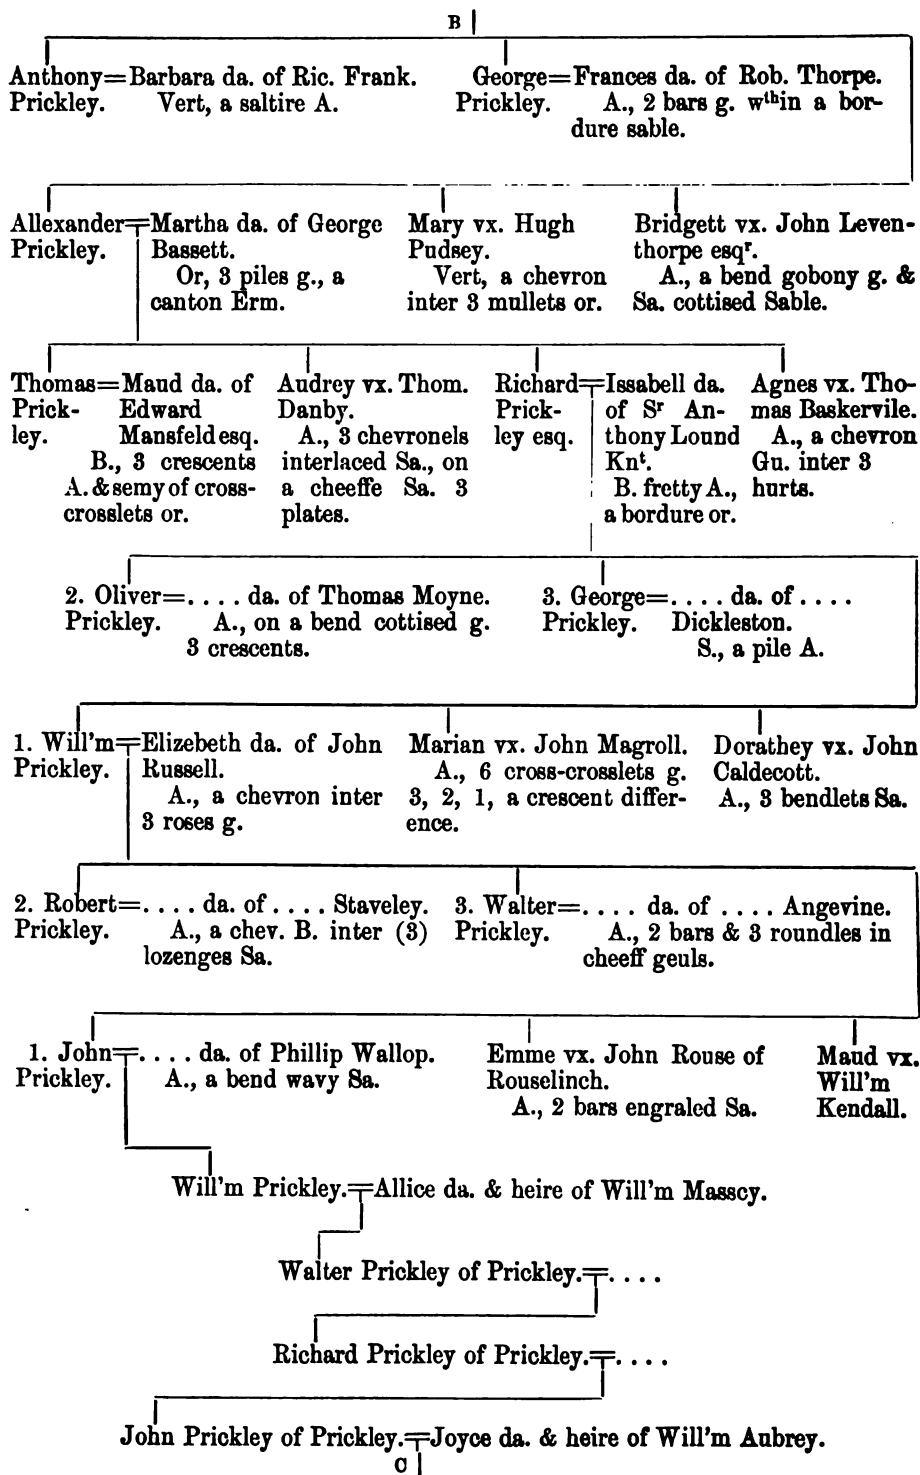 B
Anthony=Barbara da. of Ric. Frank.
Prickley. Vert, a saltire A.
George=Frances da. of Rob. Thorpe.
Prickley. A., 2 bars g. wthin a bor-
dure sable.
Allexander=Martha da. of George
Prickley. Bassett.
Or, 3 piles g., a
canton Erm.
Mary vx. Hugh
Pudsey.
Vert, a chevron
inter 3 mullets or.
Bridgett vx. John Leven-
thorpe esqr.
A., a bend gobony g. &
Sa. cottised Sable.
Thomas=Maud da. of
Prick- Edward
ley. Mansfeld esq.
B., 3 crescents
A. & semy of cross-
crosslets or.
Audrey vx. Thom.
Danby.
A., 3 chevronels
interlaced Sa., on
a cheeffe Sa. 3
plates.
Richard=Issabell da.
Prick- of Sr An-
ley esq. thony Lound
Knt.
B. fretty A.,
a bordure or.
Agnes vx. Tho-
mas Baskervile.
A., a chevron
Gu. inter 3
hurts.
2. Oliver=. . . . da. of Thomas Moyne.
Prickley. A., on a bend cottised g.
3 crescents.
3. George=. . . . da. of . . . .
Prickley. Dickleston.
S., a pile A.
1. Will'm=Elizebeth da. of John
Prickley. Russell.
A., a chevron inter
3 roses g.
Marian vx. John Magroll.
A., 6 cross-crosslets g.
3, 2, 1, a crescent differ-
ence.
Dorathey vx. John
Caldecott.
A., 3 bendlets Sa.
2. Robert=. . . . da. of . . . . Staveley.
Prickley. A., a chev. B. inter (3)
lozenges Sa.
3. Walter=. . . . da. of . . . . Angevine.
Prickley. A., 2 bars & 3 roundles in
cheeff geuls.
1. John=. . . . da. of Phillip Wallop.
Prickley. A., a bend wavy Sa.
Emme vx. John Rouse of
Rouselinch.
A., 2 bars engraled Sa.
Maud vx.
Will'm
Kendall.
Will'm Prickley.=Allice da. & heire of Will'm Masscy.
Walter Prickley of Prickley.=. . . .
Richard Prickley of Prickley.=. . . .
John Prickley of Prickley.=Joyce da. & heire of Will'm Aubrey.
C